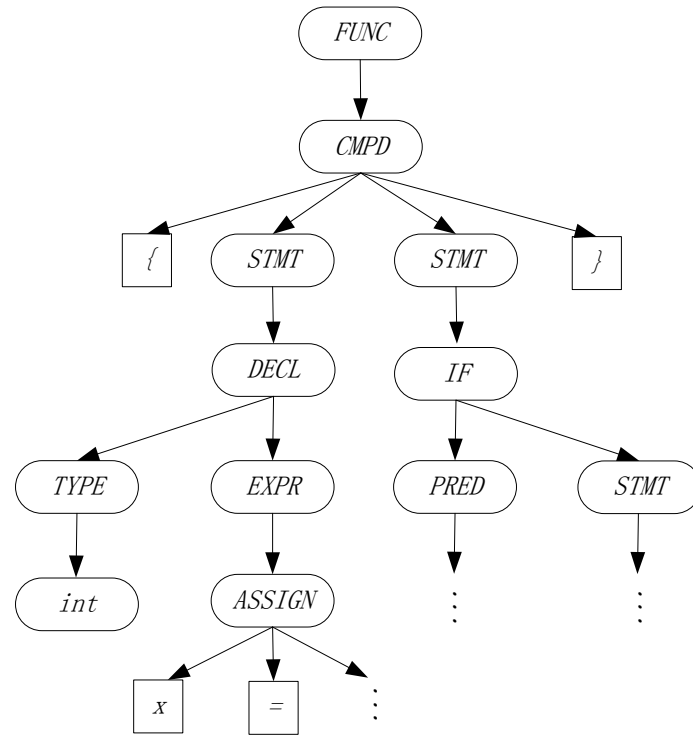 FUNC
CMPD
{ STMT STMT }
DECL IF
TYPE EXPR PRED STMT
int ASSIGN ⋮ ⋮
x = ⋮